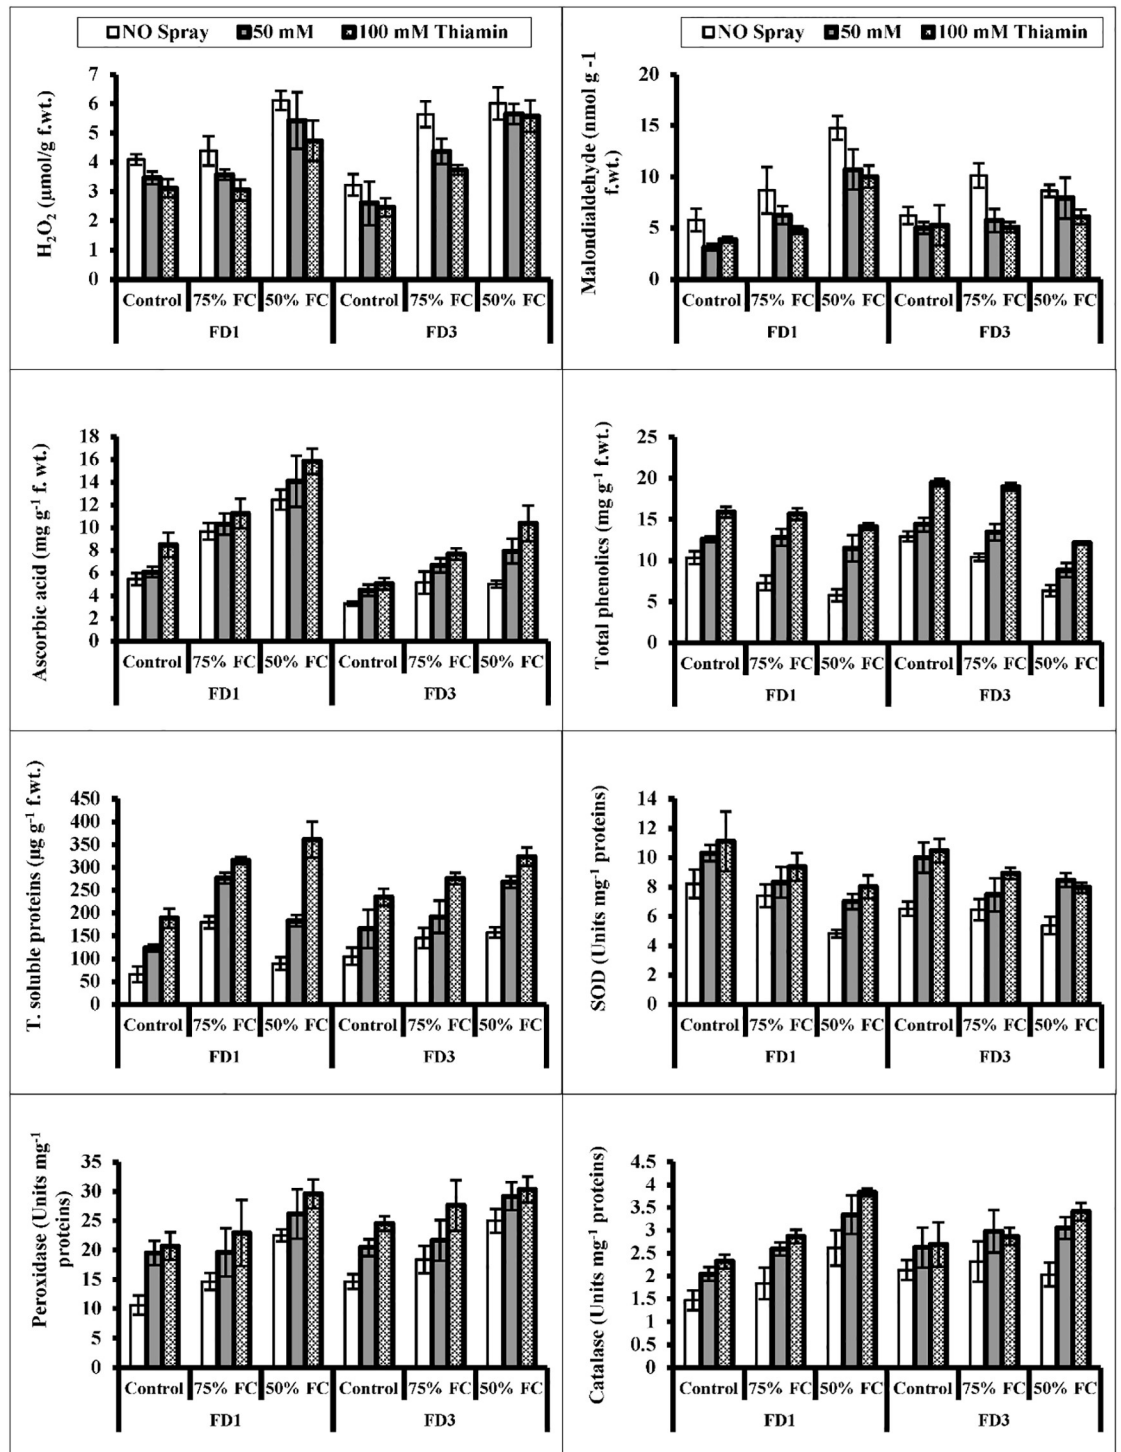 NO Spray 50 mM 100 mM Thiamin
H₂O₂ (μmol/g f.wt.)
7
6
5
4
3
2
1
0
Control 75% FC 50% FC Control 75% FC 50% FC
FD1 FD3
NO Spray 50 mM 100 mM Thiamin
Malondialdehyde (nmol g -1
f.wt.)
20
15
10
5
0
Control 75% FC 50% FC Control 75% FC 50% FC
FD1 FD3
Ascorbic acid (mg g⁻¹ f. wt.)
18
16
14
12
10
8
6
4
2
0
Control 75% FC 50% FC Control 75% FC 50% FC
FD1 FD3
Total phenolics (mg g⁻¹ f.wt.)
25
20
15
10
5
0
Control 75% FC 50% FC Control 75% FC 50% FC
FD1 FD3
T. soluble proteins (μg g⁻¹ f.wt.)
450
400
350
300
250
200
150
100
50
0
Control 75% FC 50% FC Control 75% FC 50% FC
FD1 FD3
SOD (Units mg⁻¹ proteins)
14
12
10
8
6
4
2
0
Control 75% FC 50% FC Control 75% FC 50% FC
FD1 FD3
Peroxidase (Units mg⁻¹
proteins)
35
30
25
20
15
10
5
0
Control 75% FC 50% FC Control 75% FC 50% FC
FD1 FD3
Catalase (Units mg⁻¹ proteins)
4.5
4
3.5
3
2.5
2
1.5
1
0.5
0
Control 75% FC 50% FC Control 75% FC 50% FC
FD1 FD3